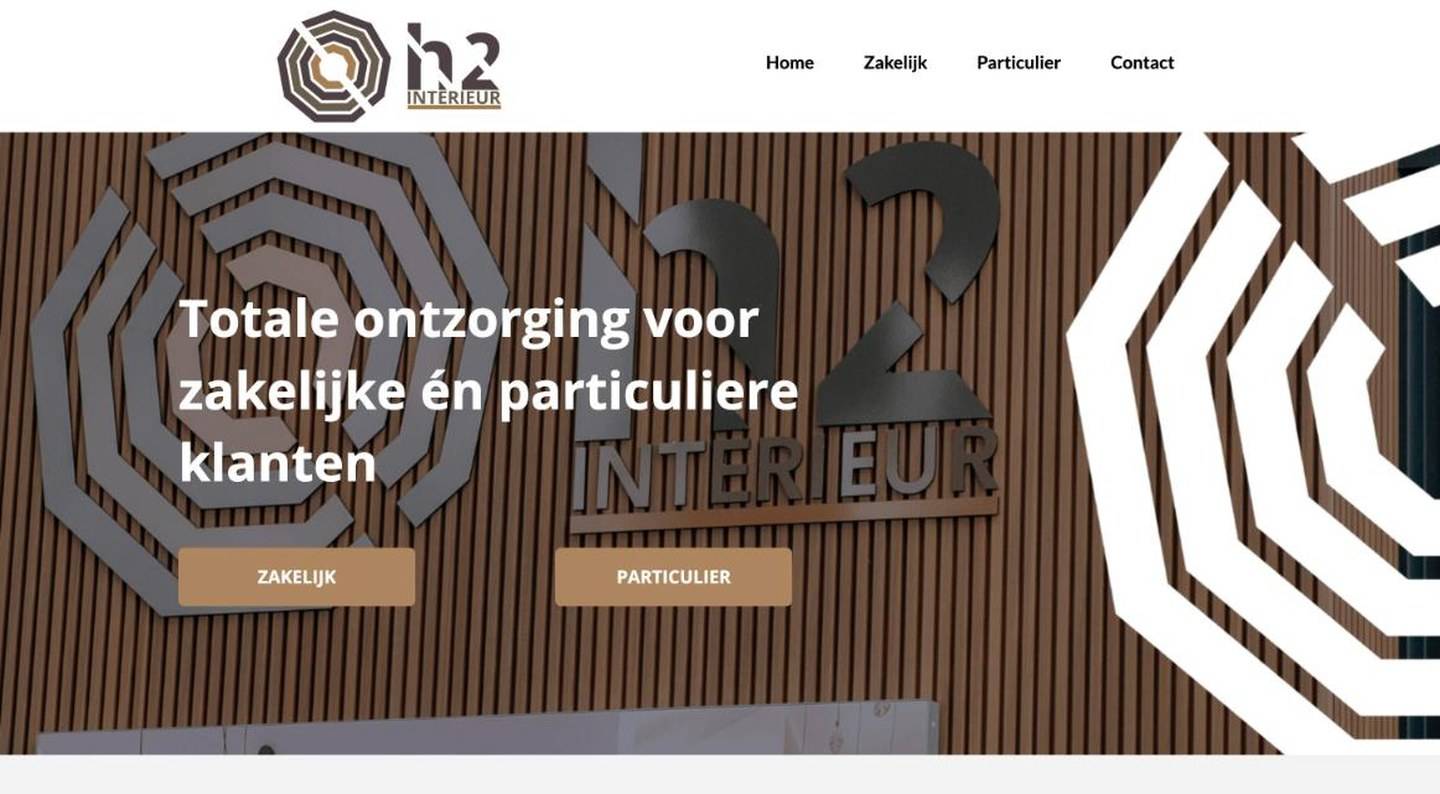 h2
INTERIEUR
Home Zakelijk Particulier Contact
h2
INTERIEUR
Totale ontzorging voor
zakelijke én particuliere
klanten
ZAKELIJK PARTICULIER